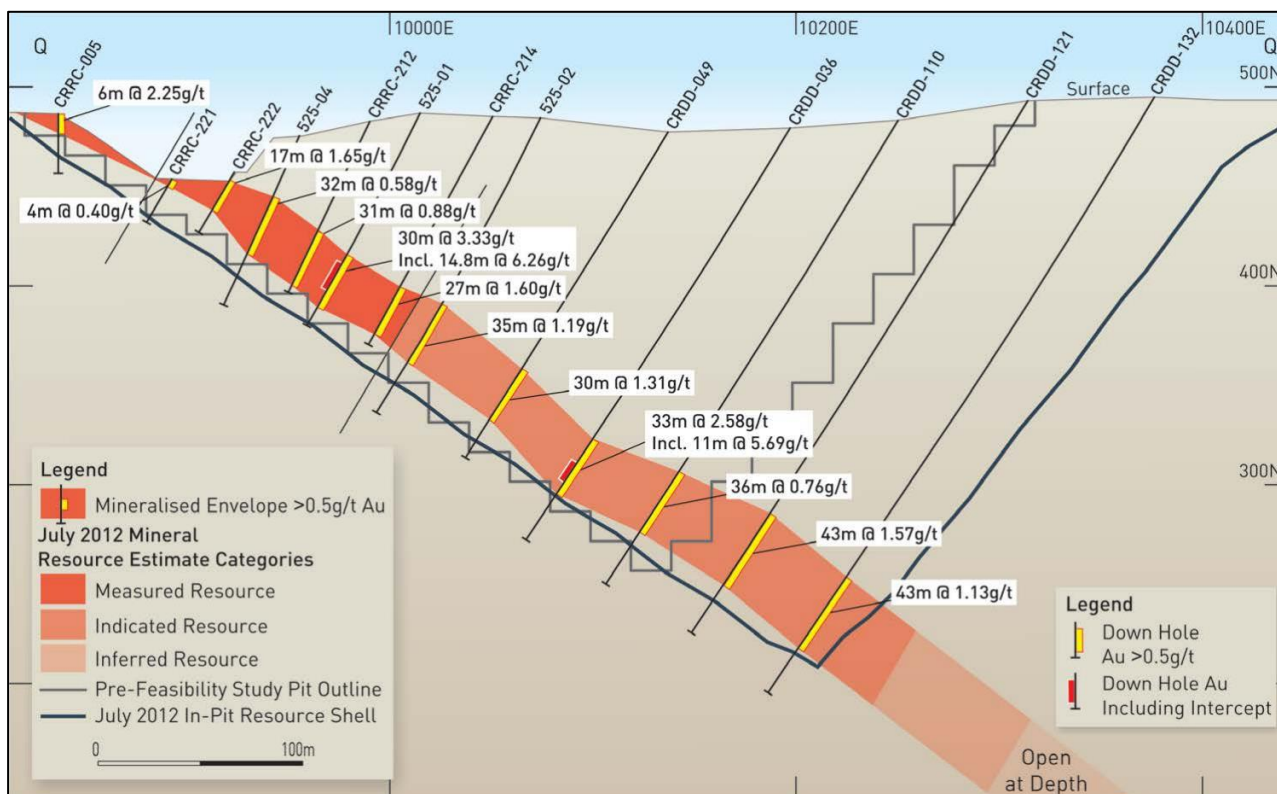 10000E
10200E
10400E
Q
Q
CRRC-005
CRRC-221
CRRC-222
525-04
CRRC-212
525-01
CRRC-214
525-02
CRDD-049
CRDD-036
CRDD-110
CRDD-121
CRDD-132
Surface
500N
400N
300N
6m @ 2.25g/t
4m @ 0.40g/t
17m @ 1.65g/t
32m @ 0.58g/t
31m @ 0.88g/t
30m @ 3.33g/t
Incl. 14.8m @ 6.26g/t
27m @ 1.60g/t
35m @ 1.19g/t
30m @ 1.31g/t
33m @ 2.58g/t
Incl. 11m @ 5.69g/t
36m @ 0.76g/t
43m @ 1.57g/t
43m @ 1.13g/t
Open
at Depth
Legend
Mineralised Envelope >0.5g/t Au
July 2012 Mineral
Resource Estimate Categories
Measured Resource
Indicated Resource
Inferred Resource
Pre-Feasibility Study Pit Outline
July 2012 In-Pit Resource Shell
0
100m
Legend
Down Hole
Au >0.5g/t
Down Hole Au
Including Intercept